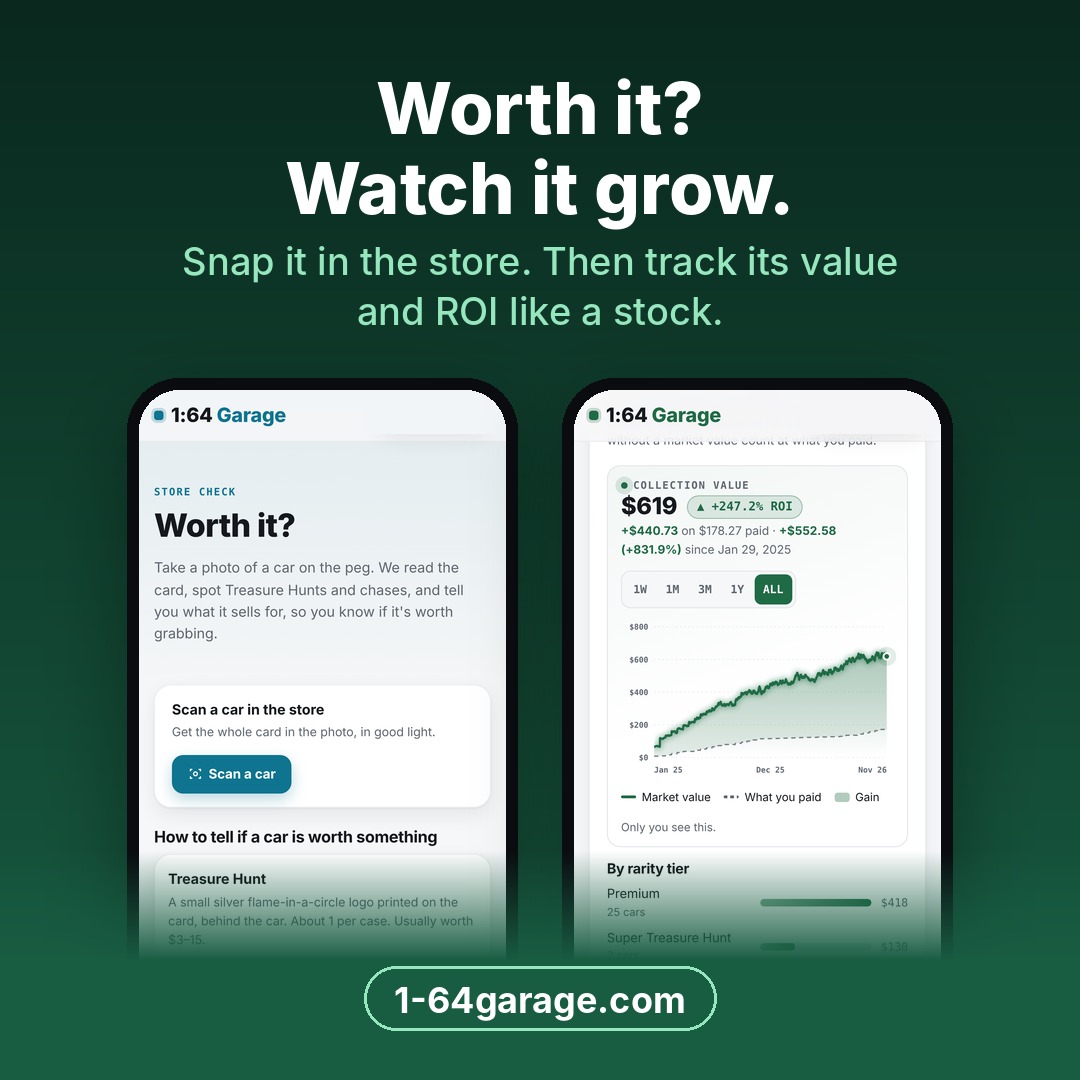 Worth it?
Watch it grow.
Snap it in the store. Then track its value
and ROI like a stock.
1:64 Garage
STORE CHECK
Worth it?
Take a photo of a car on the peg. We read the
card, spot Treasure Hunts and chases, and tell
you what it sells for, so you know if it's worth
grabbing.
Scan a car in the store
Get the whole card in the photo, in good light.
Scan a car
How to tell if a car is worth something
Treasure Hunt
A small silver flame-in-a-circle logo printed on the
card, behind the car. About 1 per case. Usually worth
$3–15.
1:64 Garage
without a market value count at what you paid.
COLLECTION VALUE
$619 ▲ +247.2% ROI
+$440.73 on $178.27 paid · +$552.58
(+831.9%) since Jan 29, 2025
1W 1M 3M 1Y ALL
$800
$600
$400
$200
$0
Jan 25 Dec 25 Nov 26
Market value What you paid Gain
Only you see this.
By rarity tier
Premium
25 cars
$418
Super Treasure Hunt
$130
1-64garage.com